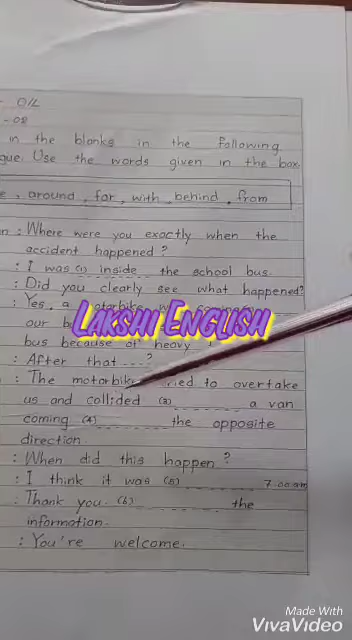 O/L
- 02
in the blanks in the following
gue. Use the words given in the box.
around, for, with, behind, from
: Where were you exactly when the
accident happened?
: I was (1) inside the school bus.
: Did you clearly see what happened?
: Yes, a
our
LAKSHI ENGLISH
bus because of heavy
: After that ....?
: The motorbike to overtake
us and collided (3) ........ a van
coming (4) ........ the opposite
direction.
: When did this happen?
: I think it was (5) ........ 7.00 am
: Thank you (6) ........ the
information.
: You're welcome.
Made With
VivaVideo